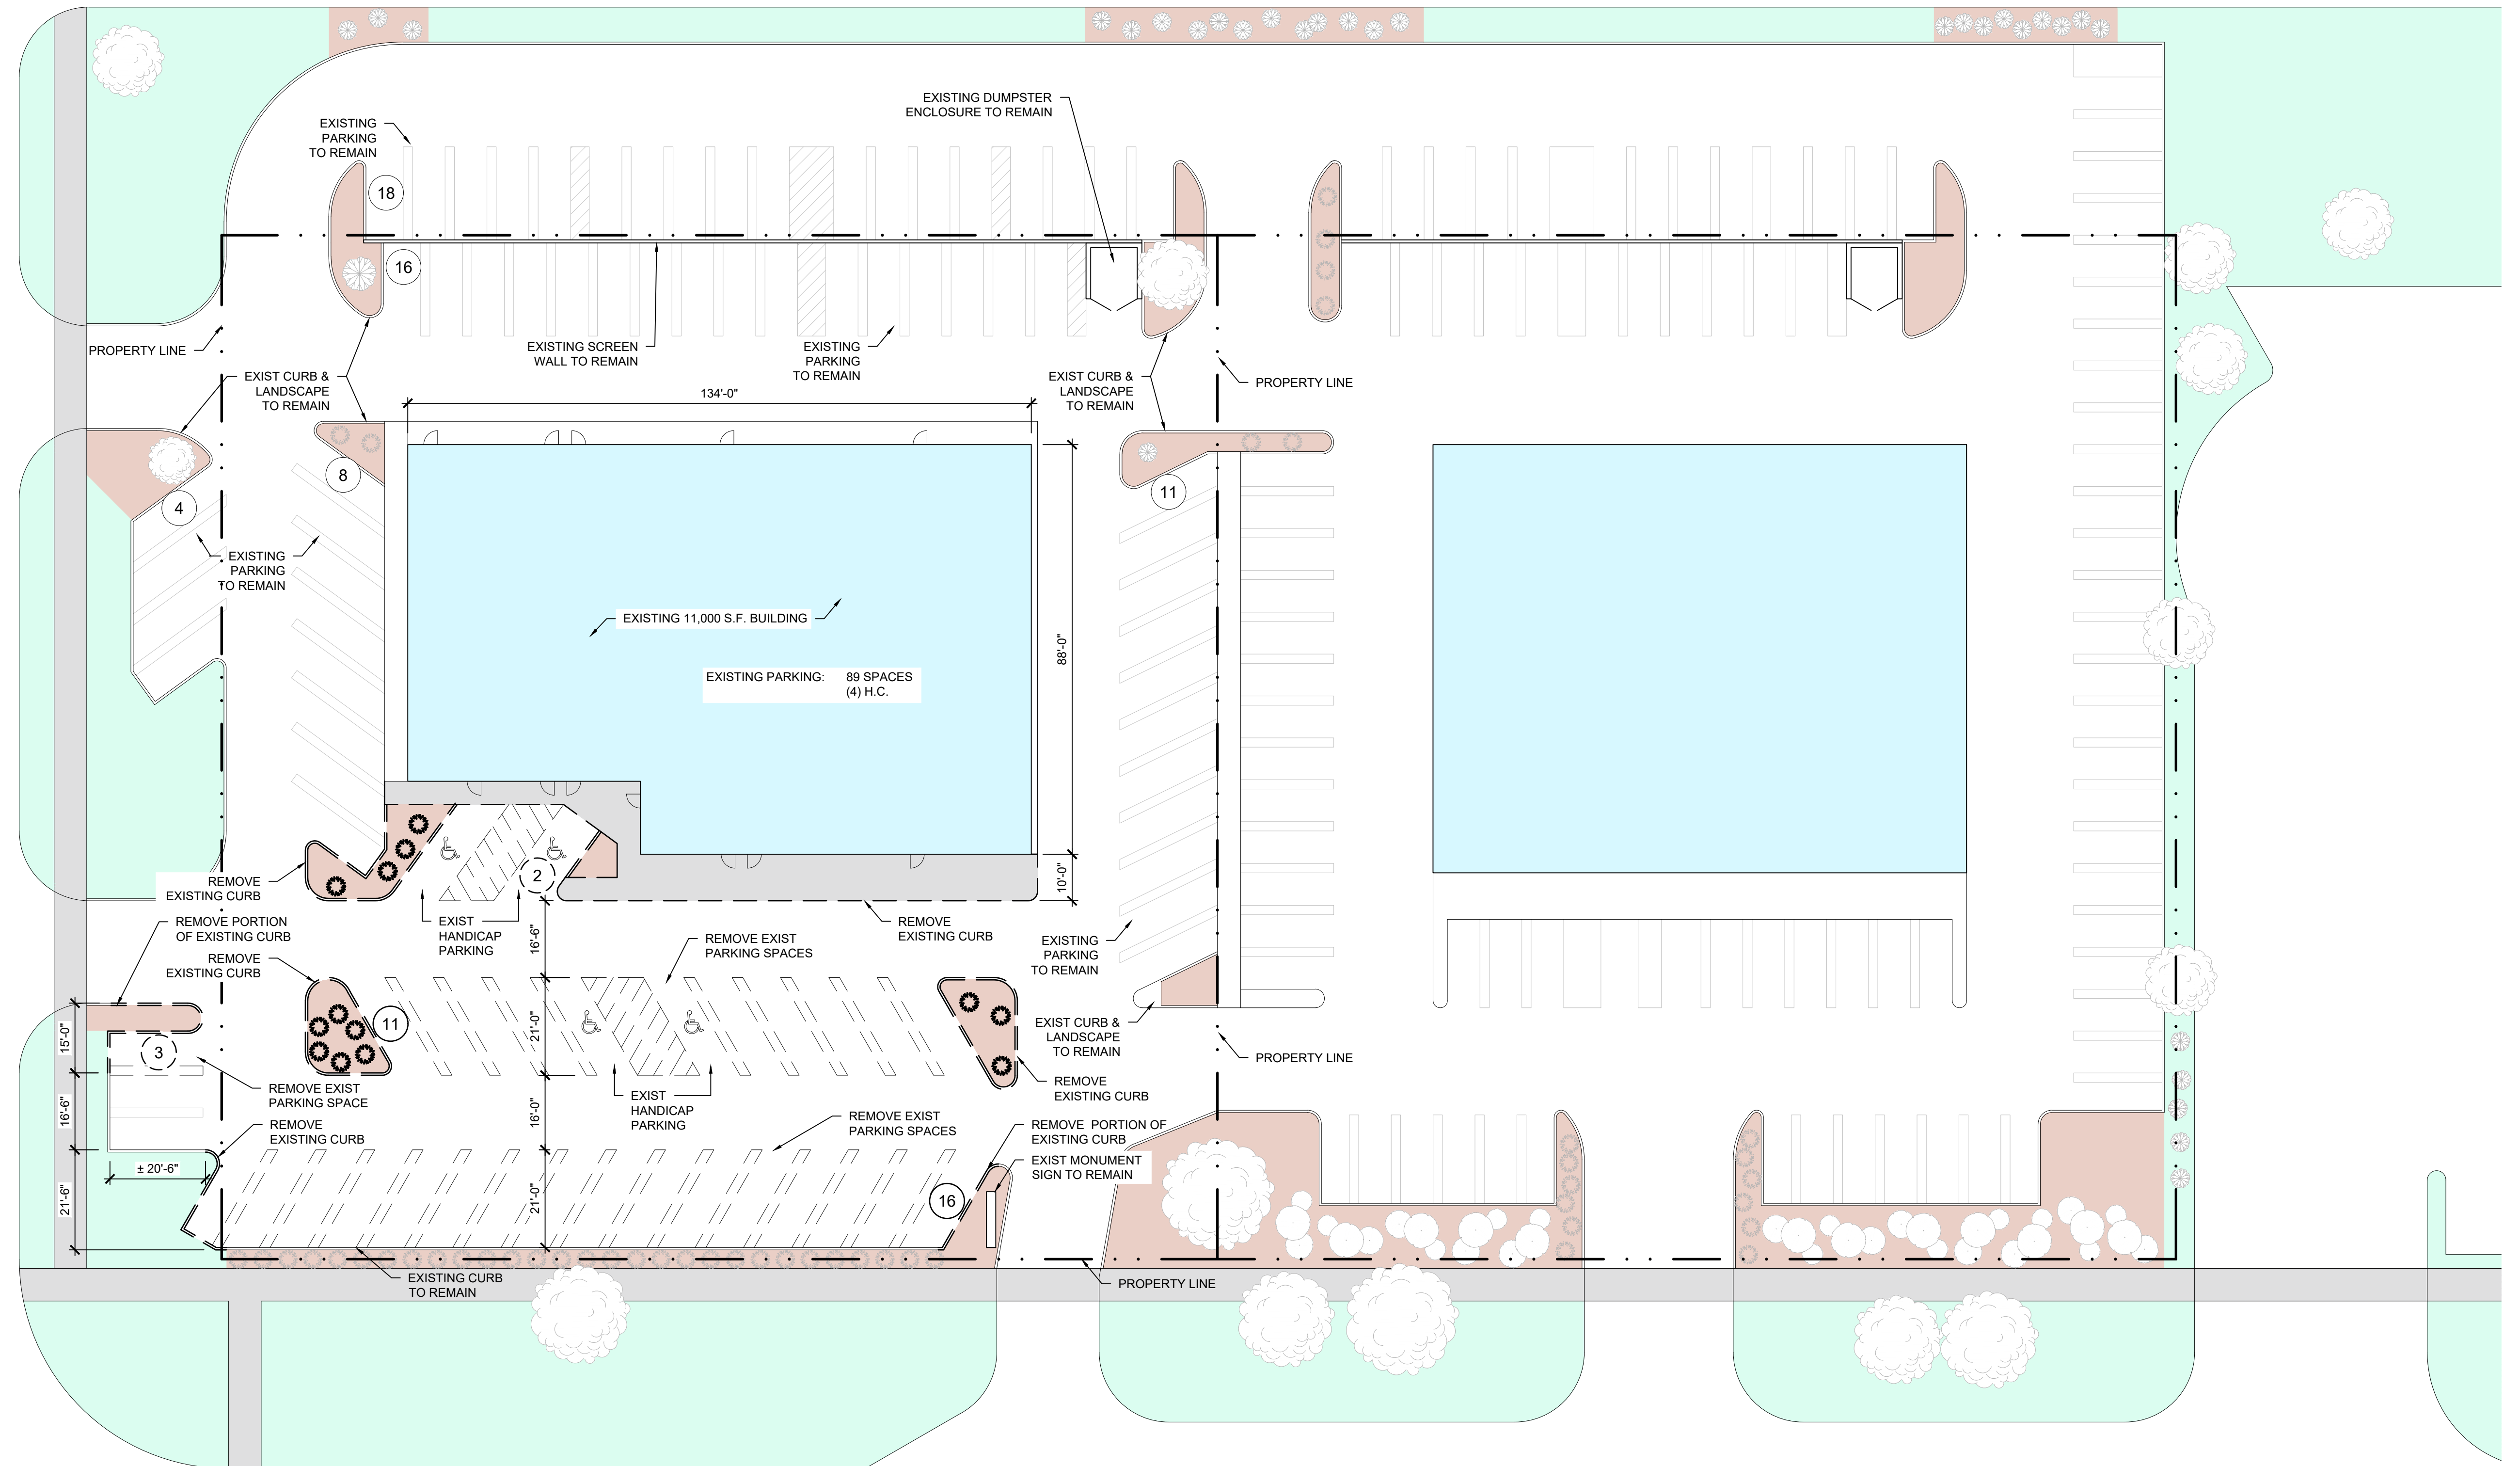 EXISTING DUMPSTER
ENCLOSURE TO REMAIN
EXISTING
PARKING
TO REMAIN
18
16
PROPERTY LINE
EXISTING SCREEN
WALL TO REMAIN
EXISTING
PARKING
TO REMAIN
EXIST CURB &
LANDSCAPE
TO REMAIN
134'-0"
EXIST CURB &
LANDSCAPE
TO REMAIN
PROPERTY LINE
8
4
11
EXISTING
PARKING
TO REMAIN
EXISTING 11,000 S.F. BUILDING
88'-0"
EXISTING PARKING: 89 SPACES
(4) H.C.
2
10'-0"
REMOVE
EXISTING CURB
REMOVE PORTION
OF EXISTING CURB
EXIST
HANDICAP
PARKING
16'-6"
REMOVE EXIST
PARKING SPACES
REMOVE
EXISTING CURB
EXISTING
PARKING
TO REMAIN
REMOVE
EXISTING CURB
11
21'-0"
15'-0"
3
EXIST CURB &
LANDSCAPE
TO REMAIN
PROPERTY LINE
REMOVE EXIST
PARKING SPACE
EXIST
HANDICAP
PARKING
REMOVE
EXISTING CURB
16'-6"
16'-0"
REMOVE
EXISTING CURB
REMOVE EXIST
PARKING SPACES
REMOVE PORTION OF
EXISTING CURB
EXIST MONUMENT
SIGN TO REMAIN
± 20'-6"
21'-6"
21'-0"
16
EXISTING CURB
TO REMAIN
PROPERTY LINE